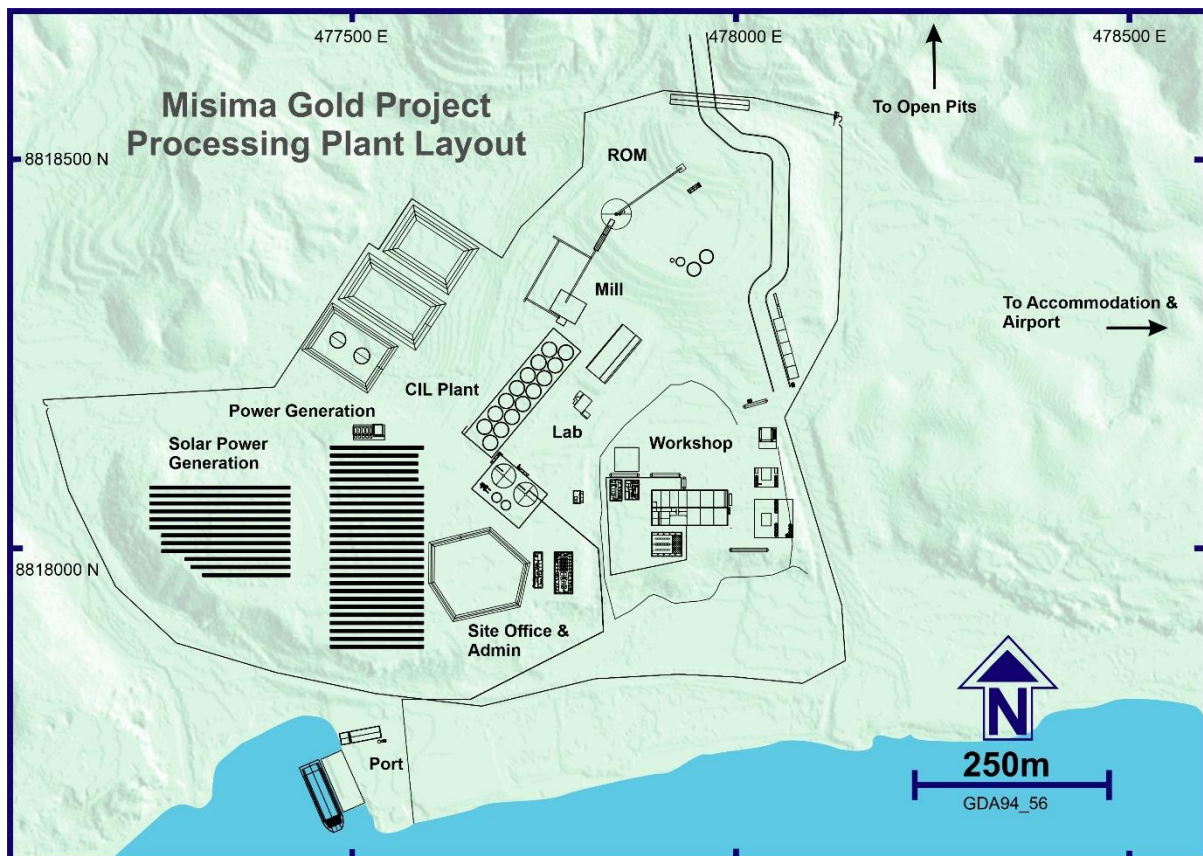 477500 E
478000 E
478500 E
Misima Gold Project
Processing Plant Layout
To Open Pits
8818500 N
ROM
Mill
To Accommodation &
Airport
CIL Plant
Power Generation
Lab
Workshop
Solar Power
Generation
8818000 N
Site Office &
Admin
N
Port
250m
GDA94_56